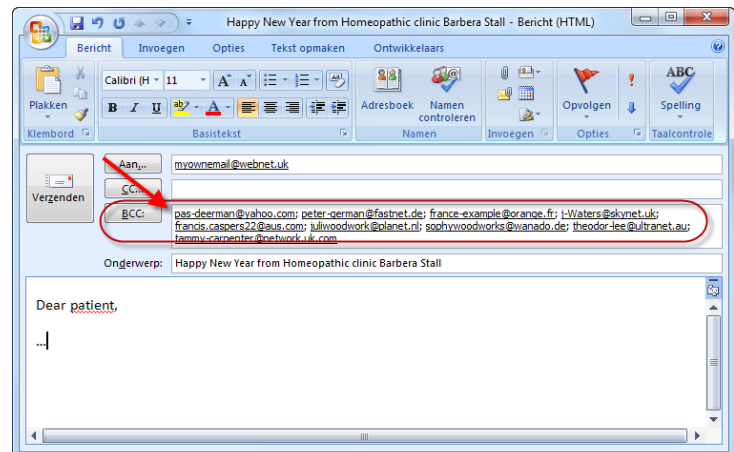 Happy New Year from Homeopathic clinic Barbera Stall - Bericht (HTML)
Bericht Invoegen Opties Tekst opmaken Ontwikkelaars
Plakken
Calibri (H 11
B I U ab A
Adresboek
Namen controleren
Opvolgen
ABC
Spelling
Klembord Basistekst Namen Invoegen Opties Taalcontrole
Verzenden
Aan... myownemail@webnet.uk
CC...
BCC: pas-deerman@yahoo.com; peter-german@fastnet.de; france-example@orange.fr; j-Waters@skynet.uk;
francis.caspers22@aus.com; juliwoodwork@planet.nl; sophywoodworks@wanado.de; theodor-lee@ultranet.au;
tammy-carpenter@network.uk.com
Onderwerp: Happy New Year from Homeopathic clinic Barbera Stall
Dear patient,
...